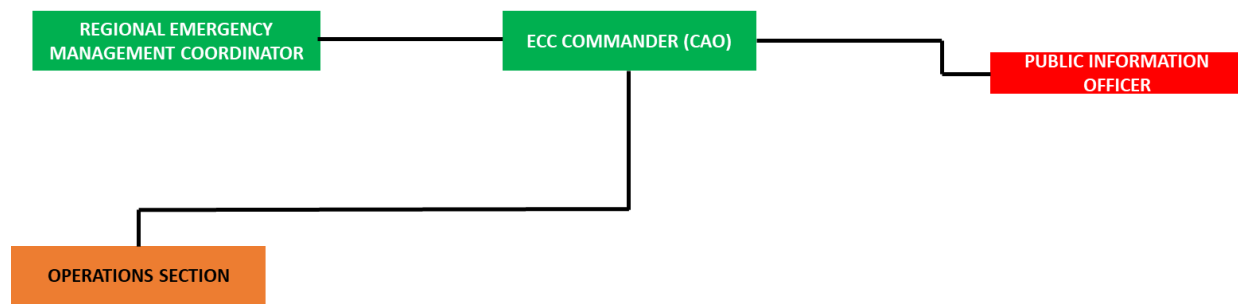 REGIONAL EMERGENCY
MANAGEMENT COORDINATOR
ECC COMMANDER (CAO)
PUBLIC INFORMATION
OFFICER
OPERATIONS SECTION